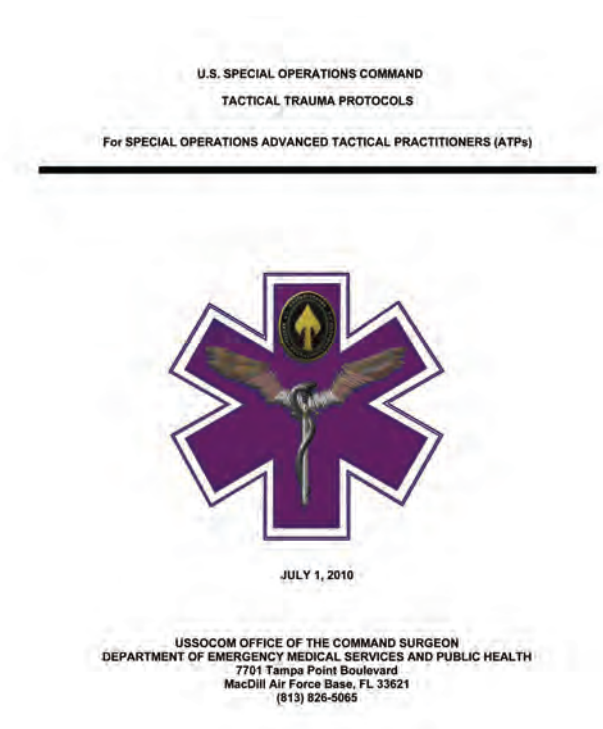 U.S. SPECIAL OPERATIONS COMMAND
TACTICAL TRAUMA PROTOCOLS
For SPECIAL OPERATIONS ADVANCED TACTICAL PRACTITIONERS (ATPs)
JULY 1, 2010
USSOCOM OFFICE OF THE COMMAND SURGEON
DEPARTMENT OF EMERGENCY MEDICAL SERVICES AND PUBLIC HEALTH
7701 Tampa Point Boulevard
MacDill Air Force Base, FL 33621
(813) 826-5065